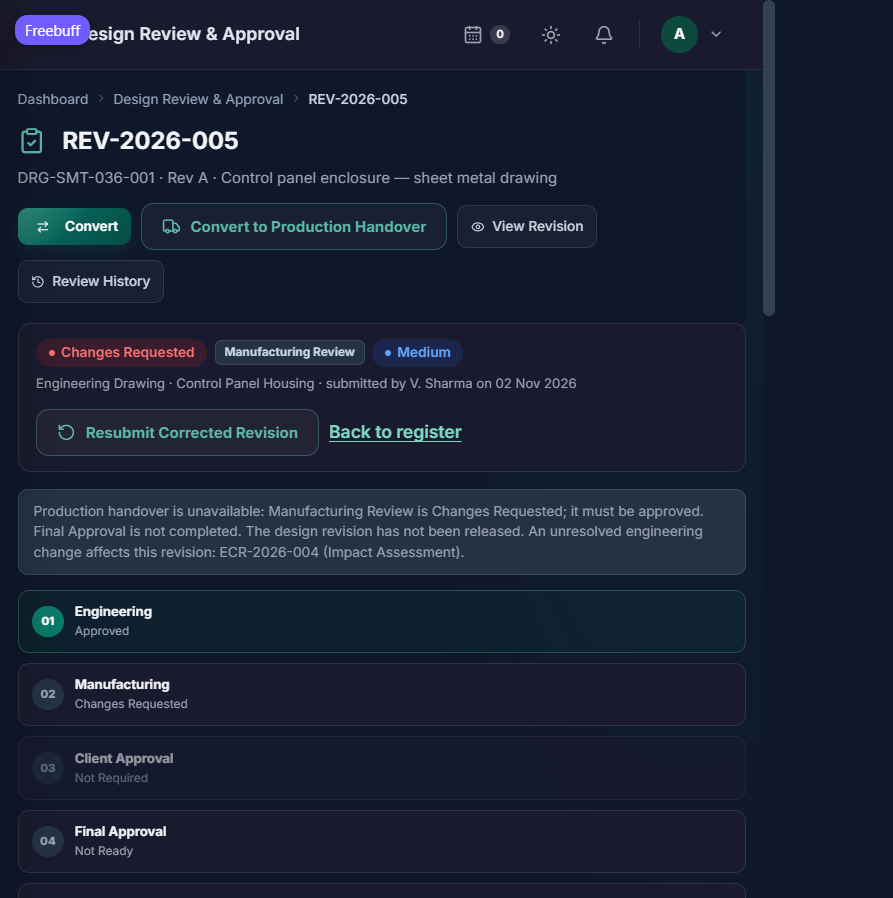 Freebuff
esign Review & Approval
0
A
Dashboard > Design Review & Approval > REV-2026-005
REV-2026-005
DRG-SMT-036-001 · Rev A · Control panel enclosure — sheet metal drawing
Convert
Convert to Production Handover
View Revision
Review History
Changes Requested
Manufacturing Review
Medium
Engineering Drawing · Control Panel Housing · submitted by V. Sharma on 02 Nov 2026
Resubmit Corrected Revision
Back to register
Production handover is unavailable: Manufacturing Review is Changes Requested; it must be approved.
Final Approval is not completed. The design revision has not been released. An unresolved engineering
change affects this revision: ECR-2026-004 (Impact Assessment).
01
Engineering
Approved
02
Manufacturing
Changes Requested
03
Client Approval
Not Required
04
Final Approval
Not Ready